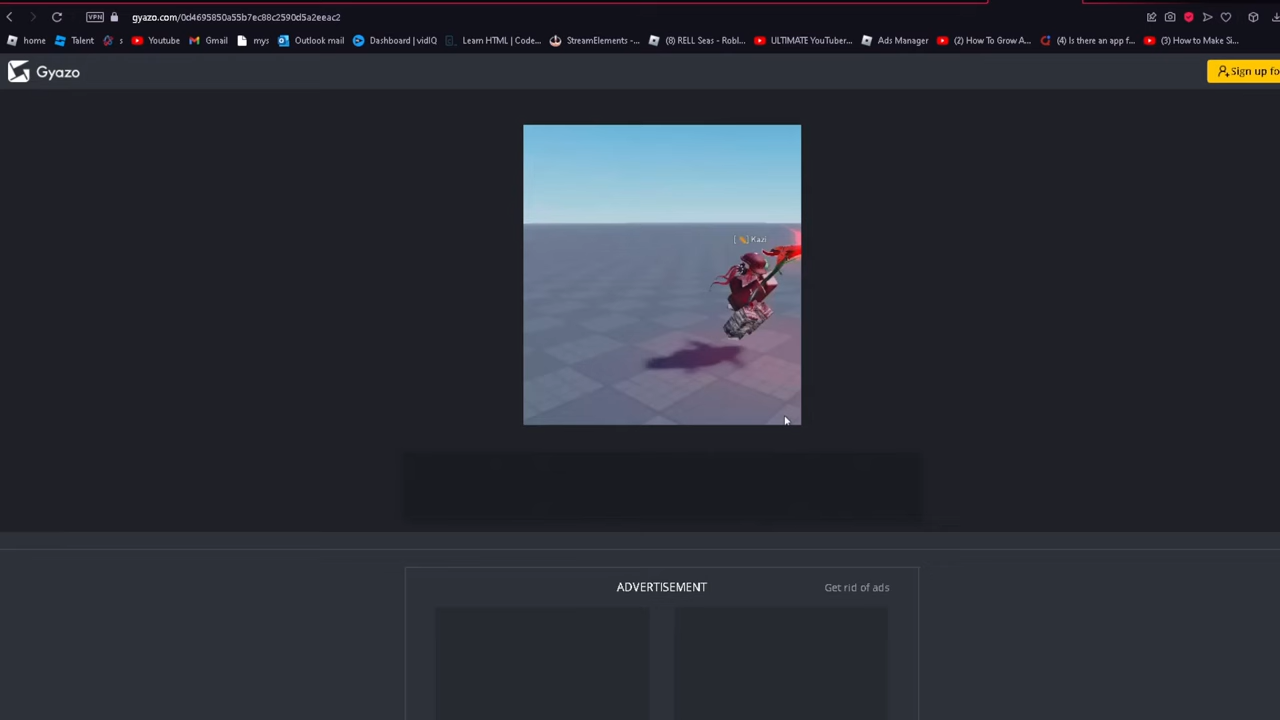 VPN gyazo.com/0d4695850a55b7ec88c2590d5a2eeac2
home Talent s Youtube Gmail mys Outlook mail Dashboard | vidIQ Learn HTML | Code... StreamElements -... RELL Seas - Robl... ULTIMATE YouTuber... Ads Manager (2) How To Grow A... (4) Is there an app f... (3) How to Make Si...
Gyazo
Sign up fo
[ ] Kazi
ADVERTISEMENT
Get rid of ads